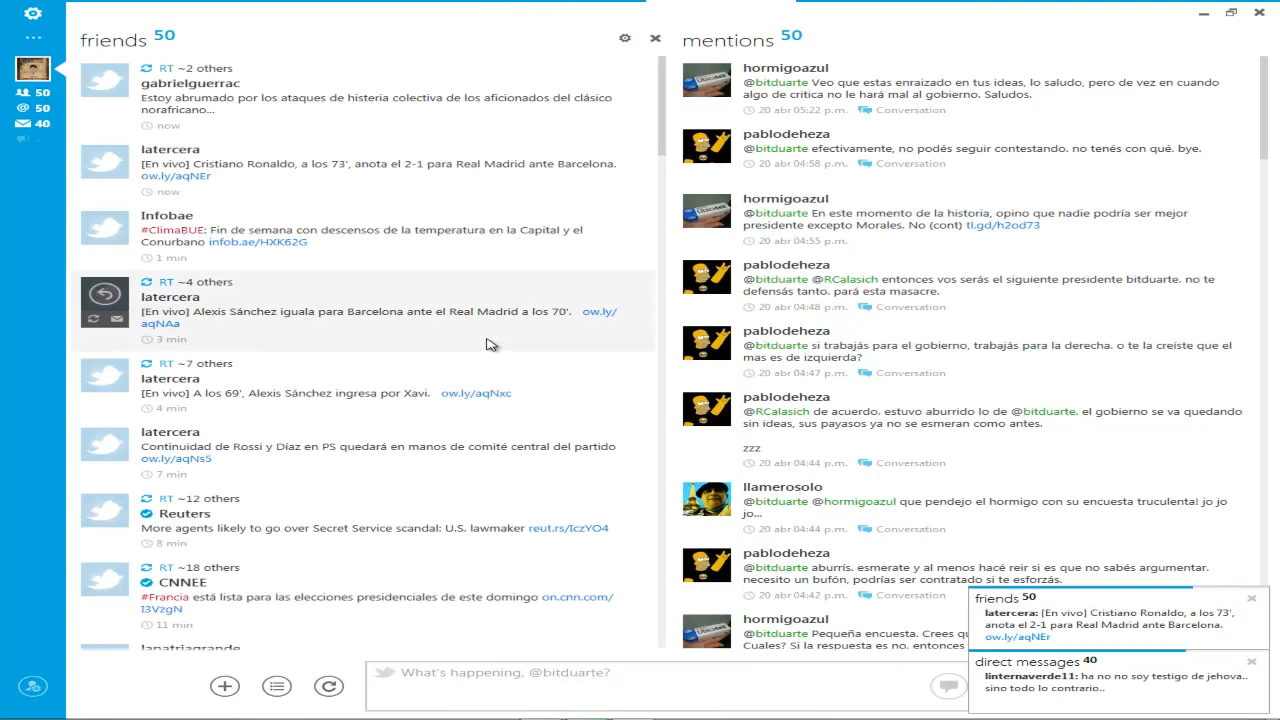 friends 50
mentions 50
50
50
40
RT ~2 others
gabrielguerrac
Estoy abrumado por los ataques de histeria colectiva de los aficionados del clásico
norafricano...
now
latercera
[En vivo] Cristiano Ronaldo, a los 73', anota el 2-1 para Real Madrid ante Barcelona.
ow.ly/aqNEr
now
Infobae
#ClimaBUE: Fin de semana con descensos de la temperatura en la Capital y el
Conurbano infob.ae/HXK62G
1 min
RT ~4 others
latercera
[En vivo] Alexis Sánchez iguala para Barcelona ante el Real Madrid a los 70'. ow.ly/
aqNAa
3 min
RT ~7 others
latercera
[En vivo] A los 69', Alexis Sánchez ingresa por Xavi. ow.ly/aqNxc
4 min
latercera
Continuidad de Rossi y Díaz en PS quedará en manos de comité central del partido
ow.ly/aqNs5
7 min
RT ~12 others
Reuters
More agents likely to go over Secret Service scandal: U.S. lawmaker reut.rs/IczYO4
8 min
RT ~18 others
CNNEE
#Francia está lista para las elecciones presidenciales de este domingo on.cnn.com/
I3VzgN
11 min
lapatriagrande
hormigoazul
@bitduarte Veo que estas enraizado en tus ideas, lo saludo, pero de vez en cuando
algo de critica no le hará mal al gobierno. Saludos.
20 abr 05:22 p.m. Conversation
pablodeheza
@bitduarte efectivamente, no podés seguir contestando. no tenés con qué. bye.
20 abr 04:58 p.m. Conversation
hormigoazul
@bitduarte En este momento de la historia, opino que nadie podría ser mejor
presidente excepto Morales. No (cont) tl.gd/h2od73
20 abr 04:55 p.m.
pablodeheza
@bitduarte @RCalasich entonces vos serás el siguiente presidente bitduarte. no te
defensás tanto. pará esta masacre.
20 abr 04:48 p.m. Conversation
pablodeheza
@bitduarte si trabajás para el gobierno, trabajás para la derecha. o te la creíste que el
mas es de izquierda?
20 abr 04:47 p.m. Conversation
pablodeheza
@RCalasich de acuerdo. estuvo aburrido lo de @bitduarte. el gobierno se va quedando
sin ideas, sus payasos ya no se esmeran como antes.
zzz
20 abr 04:44 p.m. Conversation
llamerosolo
@bitduarte @hormigoazul que pendejo el hormigo con su encuesta truculenta! jo jo
jo...
20 abr 04:44 p.m. Conversation
pablodeheza
@bitduarte aburrís. esmerate y al menos hacé reir si es que no sabés argumentar.
necesito un bufón, podrías ser contratado si te esforzás.
20 abr 04:42 p.m. Conversation
hormigoazul
@bitduarte Pequeña encuesta. Crees qu
Cuales? Si la respuesta es no, entonces
What's happening, @bitduarte?
friends 50
latercera: [En vivo] Cristiano Ronaldo, a los 73',
anota el 2-1 para Real Madrid ante Barcelona.
ow.ly/aqNEr
direct messages 40
linternaverde11: ha no no soy testigo de jehova..
sino todo lo contrario..